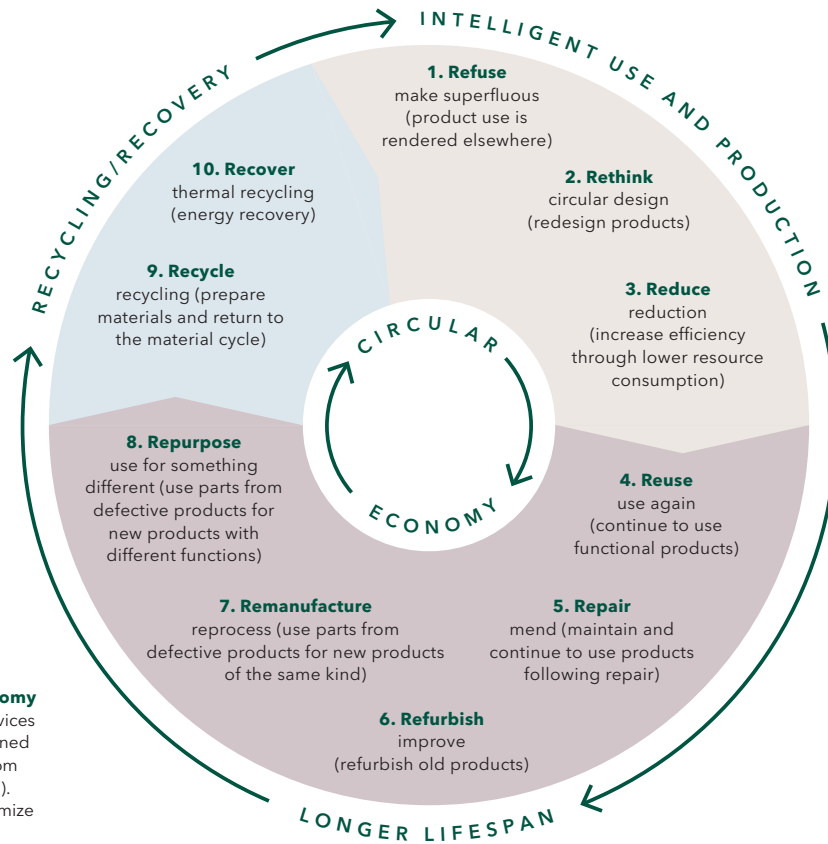 INTELLIGENT USE AND PRODUCTION
1. Refuse
make superfluous
(product use is
rendered elsewhere)
2. Rethink
circular design
(redesign products)
3. Reduce
reduction
(increase efficiency
through lower resource
consumption)
4. Reuse
use again
(continue to use
functional products)
5. Repair
mend (maintain and
continue to use products
following repair)
6. Refurbish
improve
(refurbish old products)
LONGER LIFESPAN
7. Remanufacture
reprocess (use parts from
defective products for new products
of the same kind)
8. Repurpose
use for something
different (use parts from
defective products for
new products with
different functions)
9. Recycle
recycling (prepare
materials and return to
the material cycle)
10. Recover
thermal recycling
(energy recovery)
RECYCLING/RECOVERY
CIRCULAR
ECONOMY